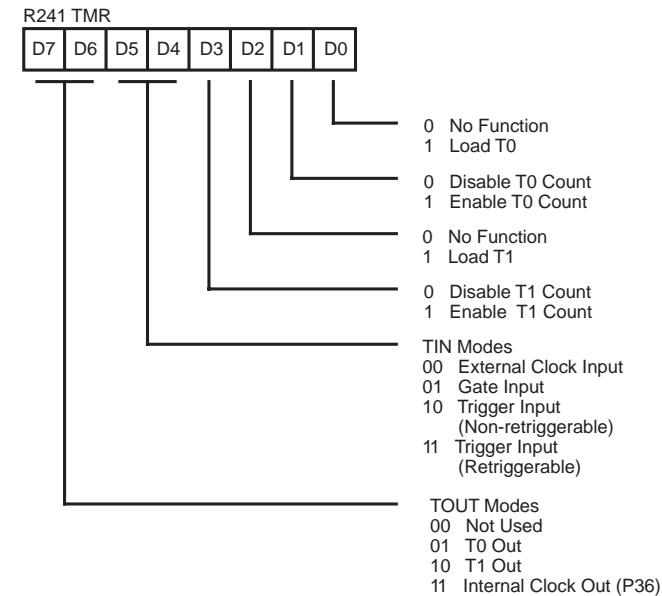 R241 TMR
D7 D6 D5 D4 D3 D2 D1 D0
0 No Function
1 Load T0
0 Disable T0 Count
1 Enable T0 Count
0 No Function
1 Load T1
0 Disable T1 Count
1 Enable T1 Count
TIN Modes
00 External Clock Input
01 Gate Input
10 Trigger Input
(Non-retriggerable)
11 Trigger Input
(Retriggerable)
TOUT Modes
00 Not Used
01 T0 Out
10 T1 Out
11 Internal Clock Out (P36)